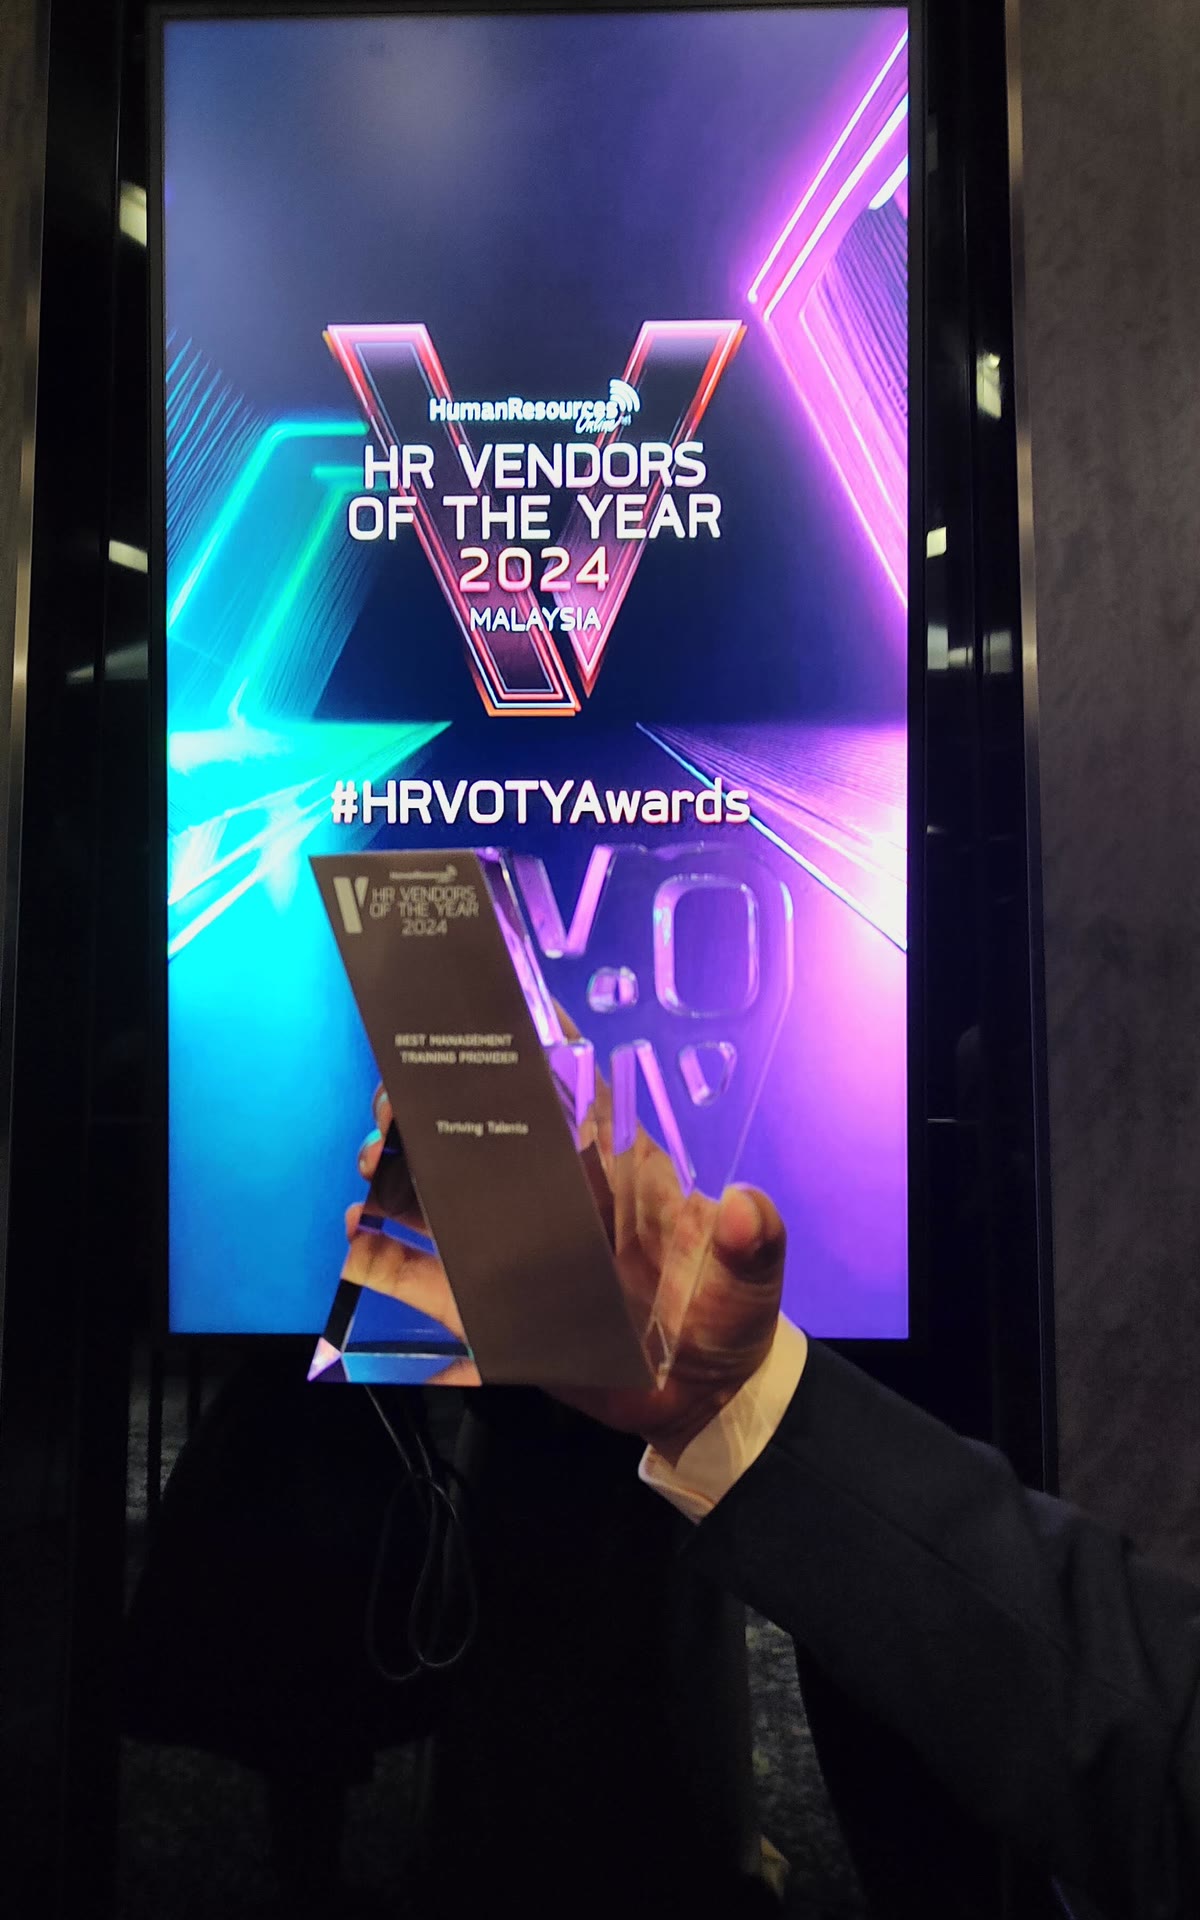 HumanResources
Online
HR VENDORS
OF THE YEAR
2024
MALAYSIA
#HRVOTYAwards
V
HR VENDORS
OF THE YEAR
2024
BEST MANAGEMENT
TRAINING PROVIDER
Thriving Talents
V.O